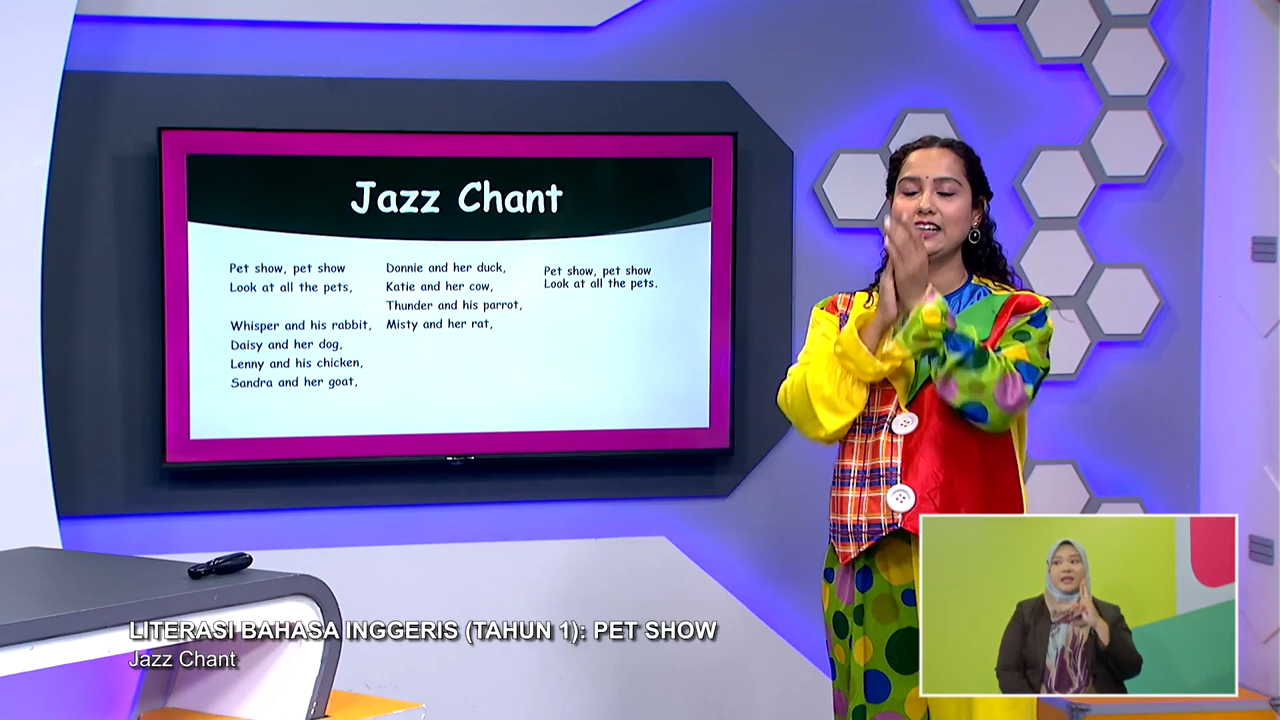 Jazz Chant
Pet show, pet show
Look at all the pets,
Whisper and his rabbit,
Daisy and her dog,
Lenny and his chicken,
Sandra and her goat,
Donnie and her duck,
Katie and her cow,
Thunder and his parrot,
Misty and her rat,
Pet show, pet show
Look at all the pets.
LITERASI BAHASA INGGERIS (TAHUN 1): PET SHOW
Jazz Chant